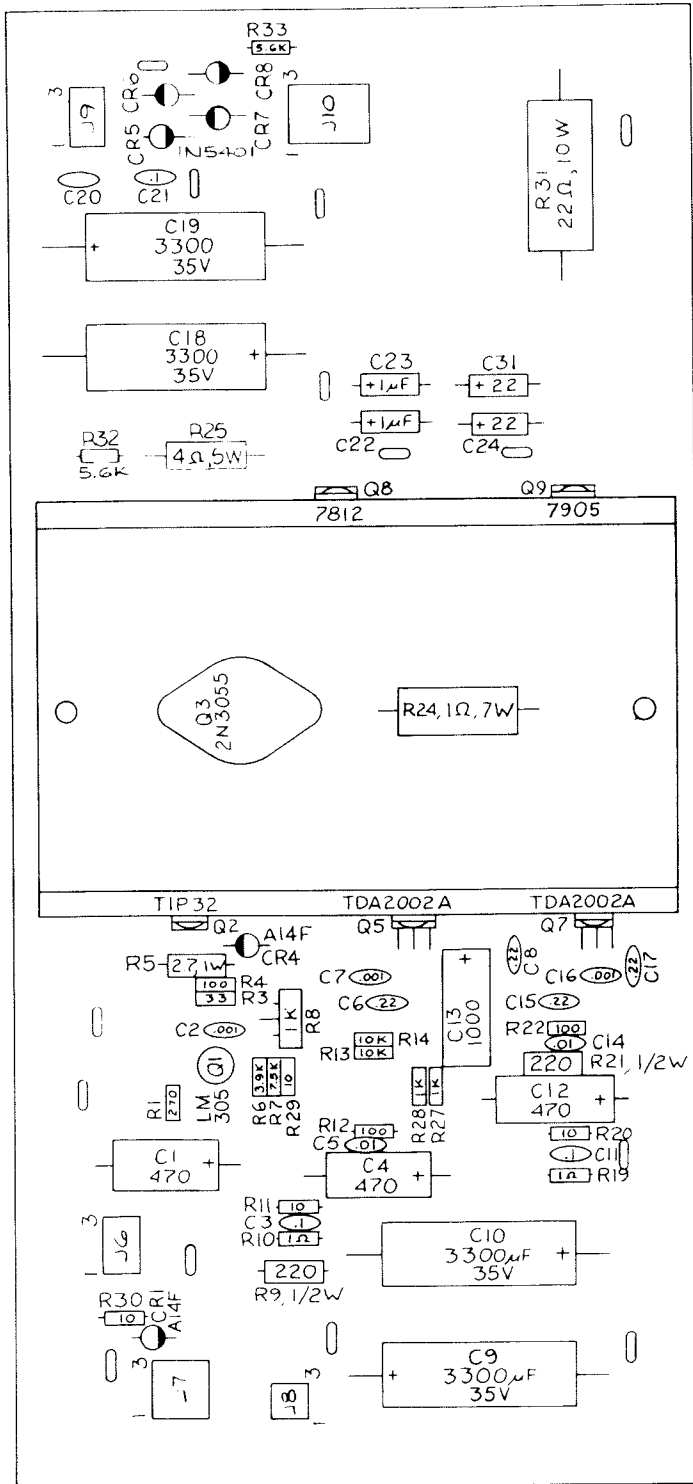 R33
5.6K
3
J9
1
CR6
CR5
CR8
CR7
1N5401
3
J10
1
R31
22Ω,10W
C20
.1
C21
+
C19
3300
35V
C18
3300
35V
+
C23
+1µF
C31
+22
+1µF
C22
+22
C24
R32
5.6K
R25
4Ω,5W
Q8
7812
Q9
7905
Q3
2N3055
R24,1Ω,7W
TIP32
Q2
TDA2002A
Q5
TDA2002A
Q7
A14F
CR4
R5
2.7,1W
100
R4
33
R3
C2
.001
1K
R8
C7
.001
C6
.22
+
C13
1000
.22
C8
C16
.001
.22
C17
C15
.22
R22
100
.01
C14
220
R21,1/2W
C12
470
+
10K
R14
R13
10K
Q1
LM
305
R1
270
3.9K
R6
7.5K
R7
10
R29
1K
R28
1K
R27
R12
100
C5
.01
C1
470
+
C4
470
+
10
R20
.1
C11
1Ω
R19
R11
10
C3
.1
R10
1Ω
220
R9,1/2W
3
J6
1
C10
3300µF
35V
+
R30
10
CR1
A14F
3
J7
1
J8
3
1
+
C9
3300µF
35V